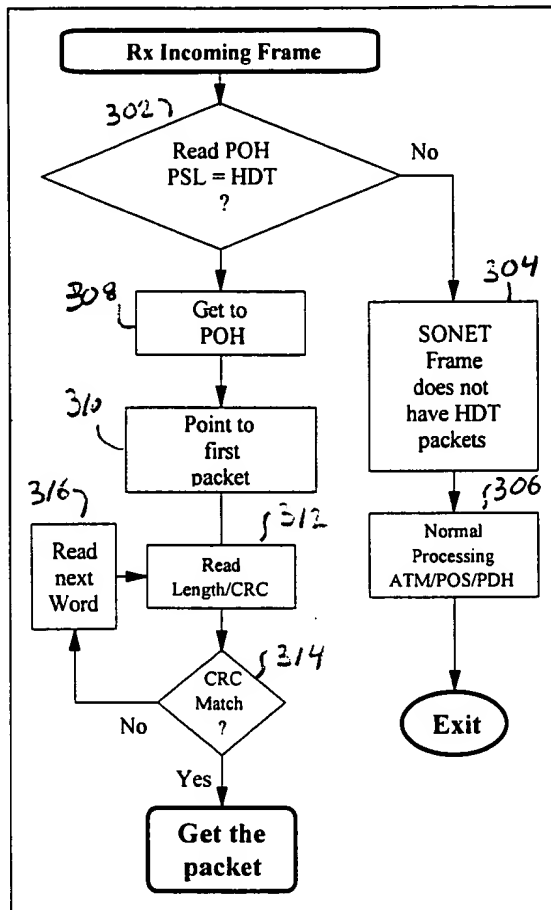 Rx Incoming Frame
302
Read POH
PSL = HDT
?
No
308
Get to
POH
304
SONET
Frame
does not
have HDT
packets
310
Point to
first
packet
316
Read
next
Word
312
Read
Length/CRC
306
Normal
Processing
ATM/POS/PDH
314
CRC
Match
?
No
Yes
Exit
Get the
packet